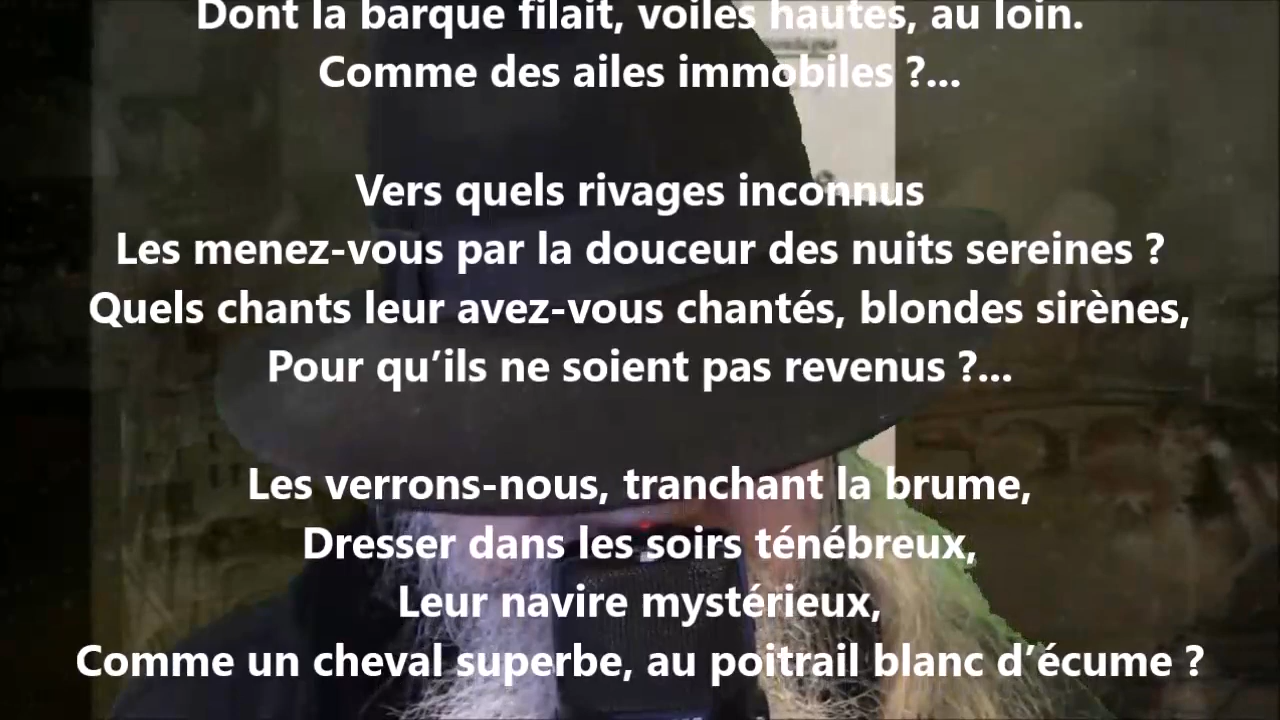 Dont la barque filait, voiles hautes, au loin.
Comme des ailes immobiles ?...
Vers quels rivages inconnus
Les menez-vous par la douceur des nuits sereines ?
Quels chants leur avez-vous chantés, blondes sirènes,
Pour qu’ils ne soient pas revenus ?...
Les verrons-nous, tranchant la brume,
Dresser dans les soirs ténébreux,
Leur navire mystérieux,
Comme un cheval superbe, au poitrail blanc d’écume ?